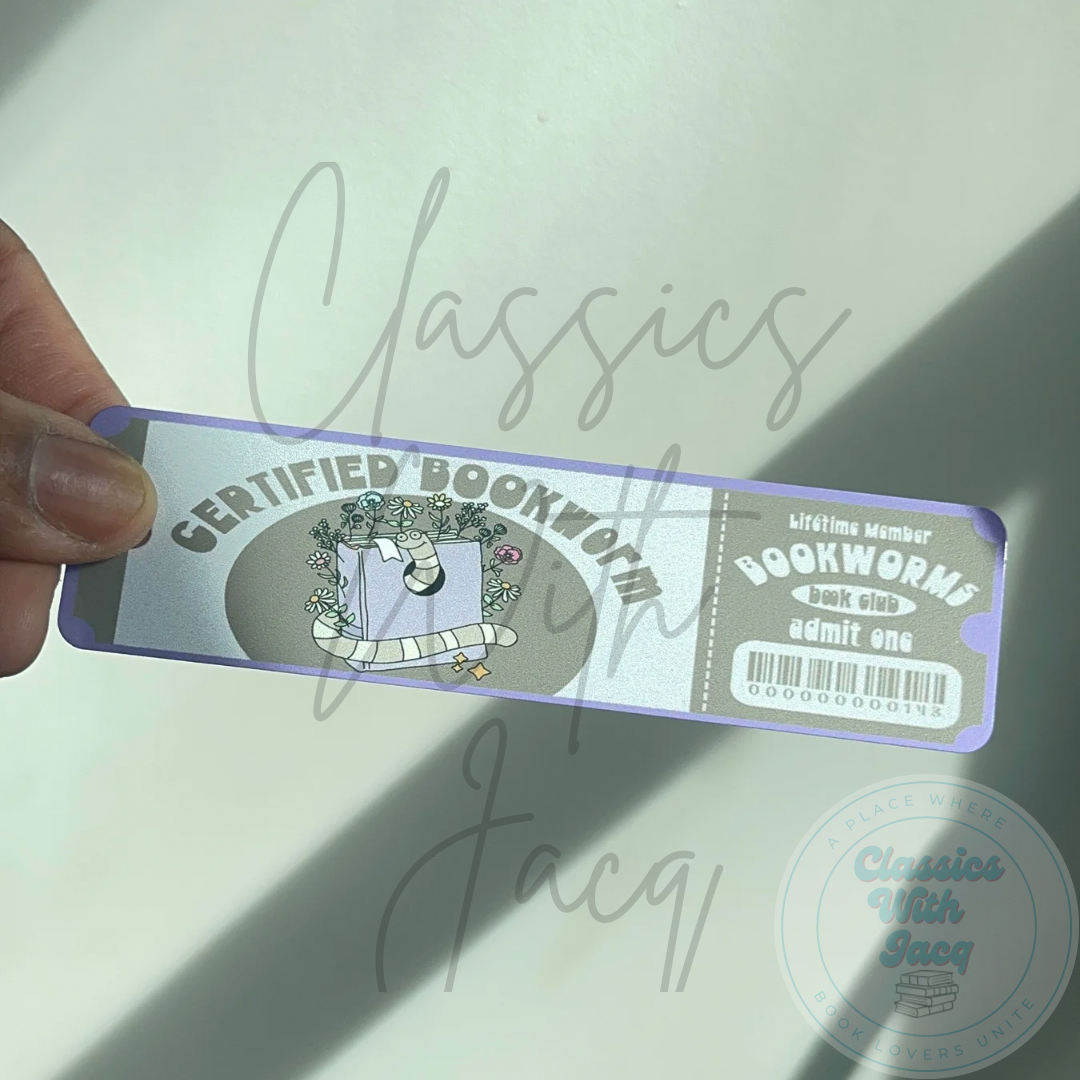 Classics
With
Jacq
CERTIFIED BOOKWORM
Lifetime Member
BOOKWORMS
book club
admit one
000000000148
A PLACE WHERE
Classics
With
Jacq
BOOK LOVERS UNITE